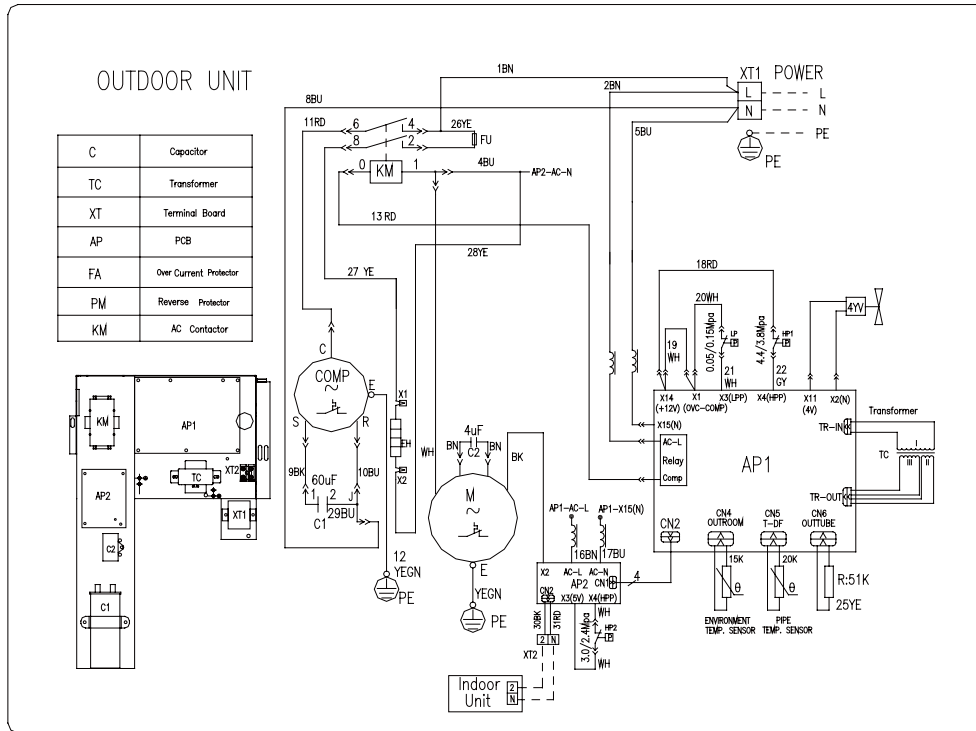 OUTDOOR UNIT
C Capacitor
TC Transformer
XT Terminal Board
AP PCB
FA Over Current Protector
PM Reverse Protector
KM AC Contactor
1BN
2BN
XT1 POWER
L L
N N
PE
PE
8BU
11RD
6 4 26YE
8 2 FU
5BU
0 KM 1 4BU
AP2-AC-N
13 RD
28YE
27 YE
18RD
20WH
0.05/0.15Mpa
LP
P
4.4/3.8Mpa
HP1
P
4YV
19
WH
21
WH
22
GY
X14
(+12V)
X1
(OVC-COMP)
X3(LPP)
X4(HPP)
X11
(4V)
X2(N)
X15(N)
AC-L
Relay
Comp
AP1
TR-IN
TR-OUT
Transformer
TC
I
III
II
CN2
CN4
OUTROOM
CN5
T-DF
CN6
OUTTUBE
15K
20K
θ
θ
R:51K
25YE
ENVIRONMENT
TEMP. SENSOR
PIPE
TEMP. SENSOR
C
COMP
~
E
S R
X1
EH
X2
9BK
60uF
10BU
1 2 J
C1
29BU
12
YEGN
PE
WH
4uF
BN C2 BN
BK
M
~
E
YEGN
PE
AP1-AC-L AP1-X15(N)
16BN 17BU
X2 AC-L AC-N
AP2 CN1
4
CN2 X3(5V) X4(HPP)
30BK
31RD
3.0/2.4Mpa
WH
HP2
P
WH
XT2
2 N
Indoor
Unit
2
N
KM
AP1
TC
XT2
AP2
XT1
C2
C1